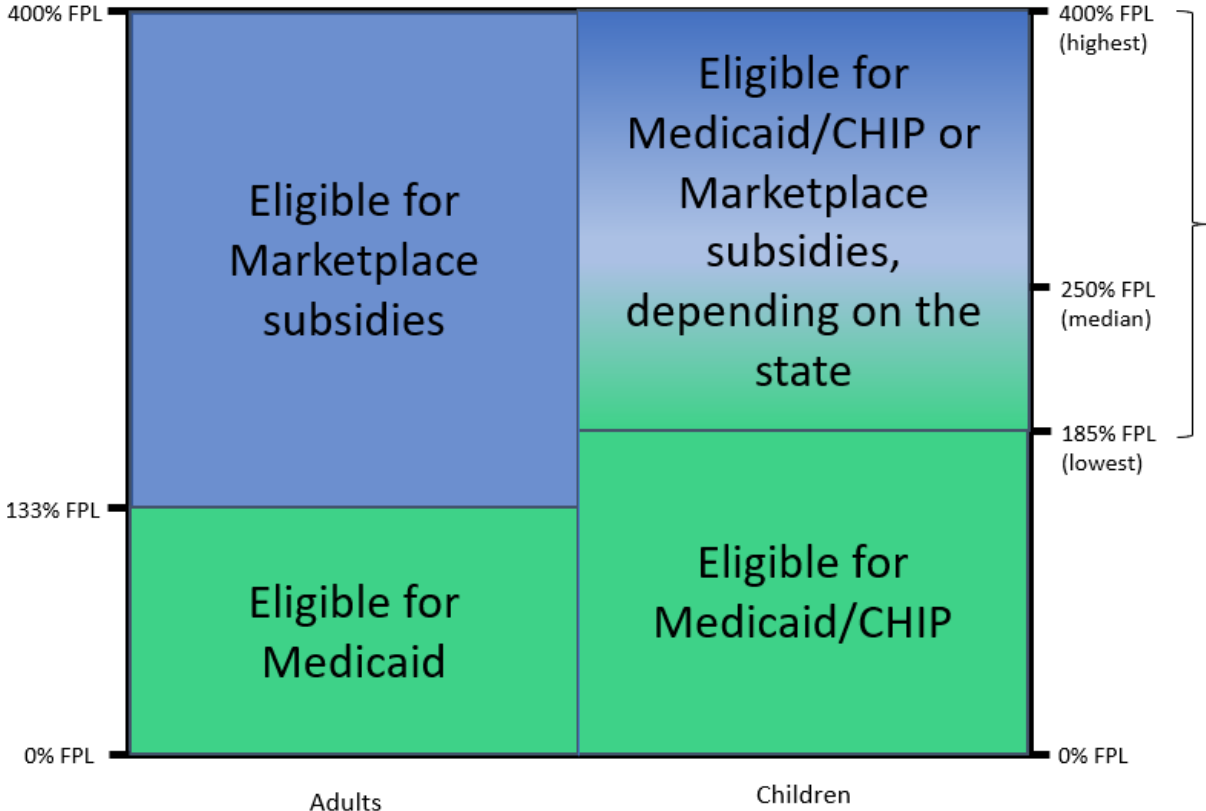 400% FPL
Eligible for
Marketplace
subsidies
133% FPL
Eligible for
Medicaid
0% FPL
Adults
Eligible for
Medicaid/CHIP or
Marketplace
subsidies,
depending on the
state
Eligible for
Medicaid/CHIP
Children
400% FPL
(highest)
250% FPL
(median)
185% FPL
(lowest)
0% FPL